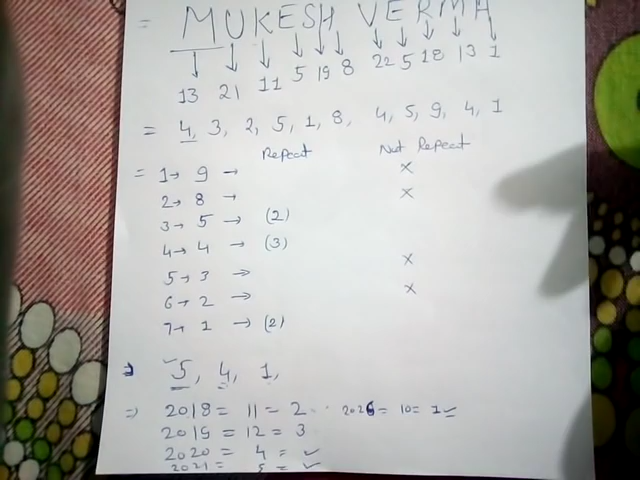 = MUKESH VERMA
13 21 11 5 19 8 22 5 18 13 1
= 4, 3, 2, 5, 1, 8, 4, 5, 9, 4, 1
Repeat Not Repeat
= 1→ 9 → ×
2→ 8 → ×
3→ 5 → (2)
4→ 4 → (3)
5→ 3 → ×
6→ 2 → ×
7→ 1 → (2)
⇒ 5, 4, 1,
⇒ 2018 = 11 = 2 2026 = 10 = 1 ✓
2019 = 12 = 3
2020 = 4 = ✓
2021 = 5 = ✓